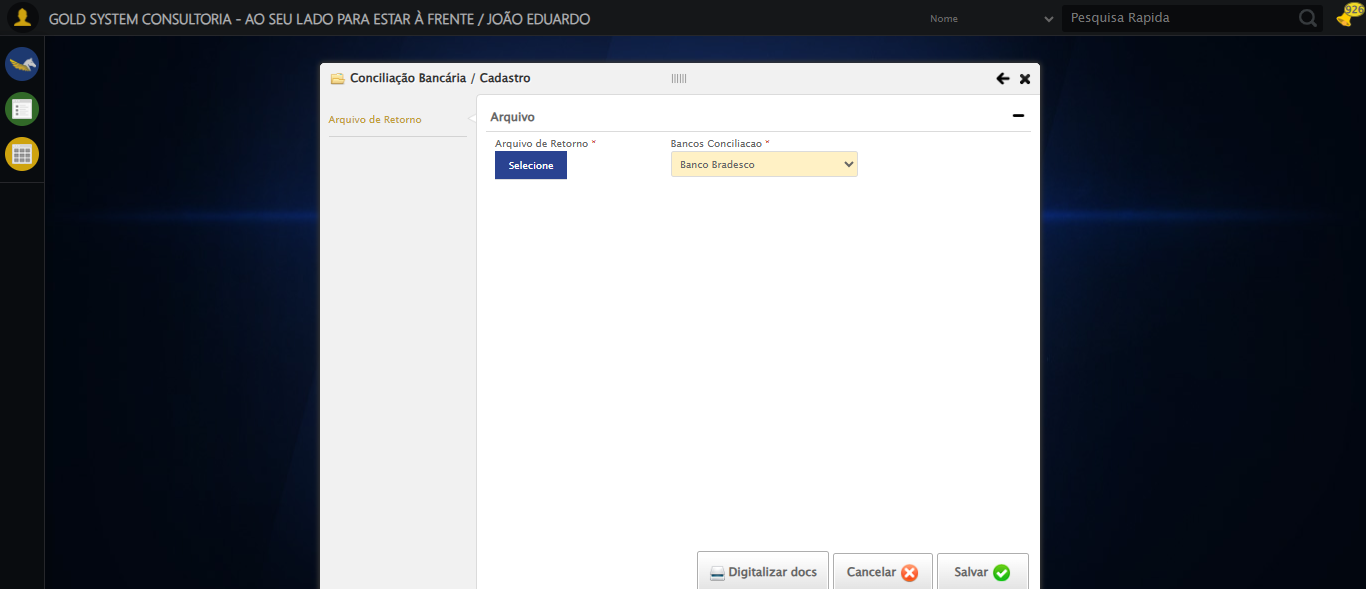 GOLD SYSTEM CONSULTORIA - AO SEU LADO PARA ESTAR À FRENTE / JOÃO EDUARDO
Nome
Pesquisa Rapida
926
Conciliação Bancária / Cadastro
Arquivo de Retorno
Arquivo
Arquivo de Retorno * Bancos Conciliacao *
Selecione Banco Bradesco
Digitalizar docs Cancelar Salvar